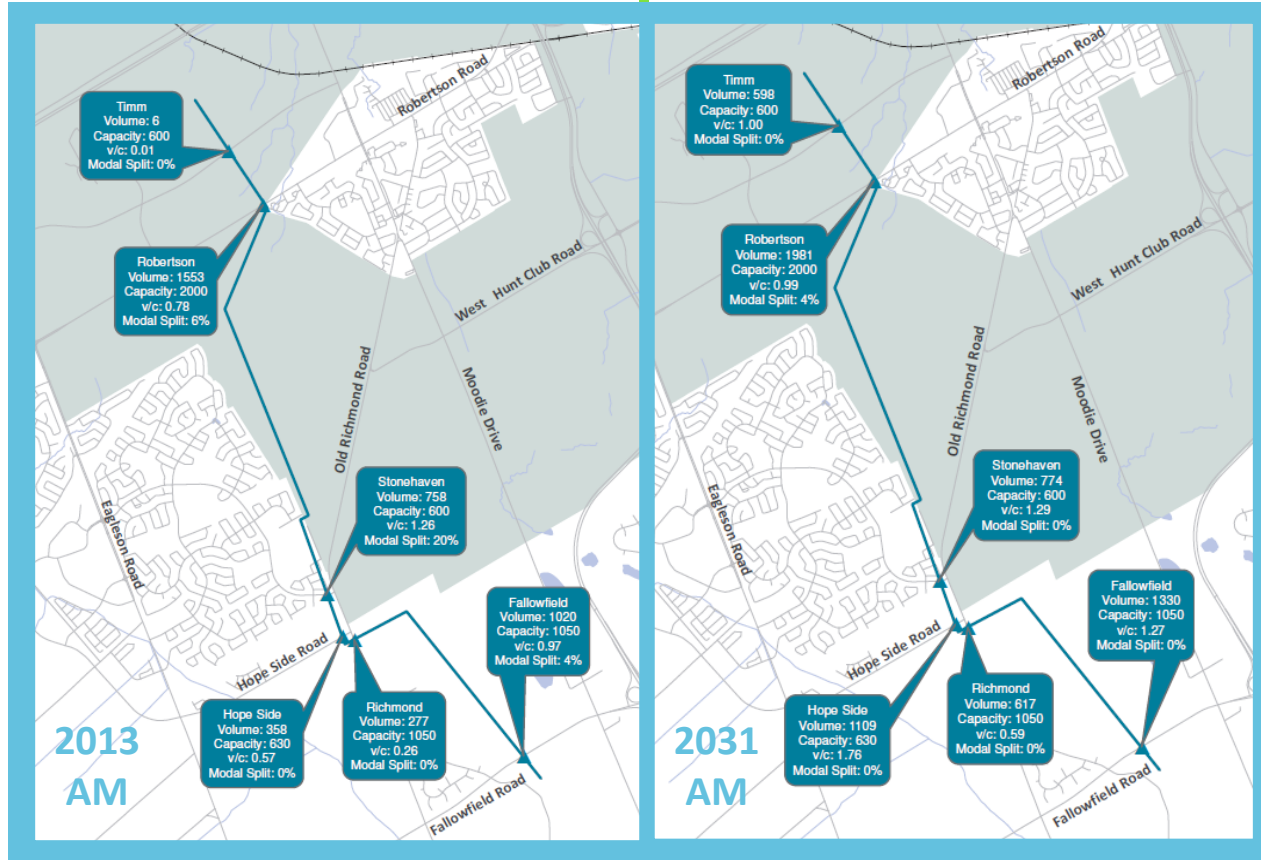 Timm
Volume: 6
Capacity: 600
v/c: 0.01
Modal Split: 0%
Robertson Road
Robertson
Volume: 1553
Capacity: 2000
v/c: 0.78
Modal Split: 6%
West Hunt Club Road
Old Richmond Road
Moodie Drive
Eagleson Road
Stonehaven
Volume: 758
Capacity: 600
v/c: 1.26
Modal Split: 20%
Fallowfield
Volume: 1020
Capacity: 1050
v/c: 0.97
Modal Split: 4%
Hope Side Road
Hope Side
Volume: 358
Capacity: 630
v/c: 0.57
Modal Split: 0%
Richmond
Volume: 277
Capacity: 1050
v/c: 0.26
Modal Split: 0%
Fallowfield Road
2013
AM
Timm
Volume: 598
Capacity: 600
v/c: 1.00
Modal Split: 0%
Robertson Road
Robertson
Volume: 1981
Capacity: 2000
v/c: 0.99
Modal Split: 4%
West Hunt Club Road
Old Richmond Road
Moodie Drive
Eagleson Road
Stonehaven
Volume: 774
Capacity: 600
v/c: 1.29
Modal Split: 0%
Fallowfield
Volume: 1330
Capacity: 1050
v/c: 1.27
Modal Split: 0%
Hope Side Road
Hope Side
Volume: 1109
Capacity: 630
v/c: 1.76
Modal Split: 0%
Richmond
Volume: 617
Capacity: 1050
v/c: 0.59
Modal Split: 0%
Fallowfield Road
2031
AM